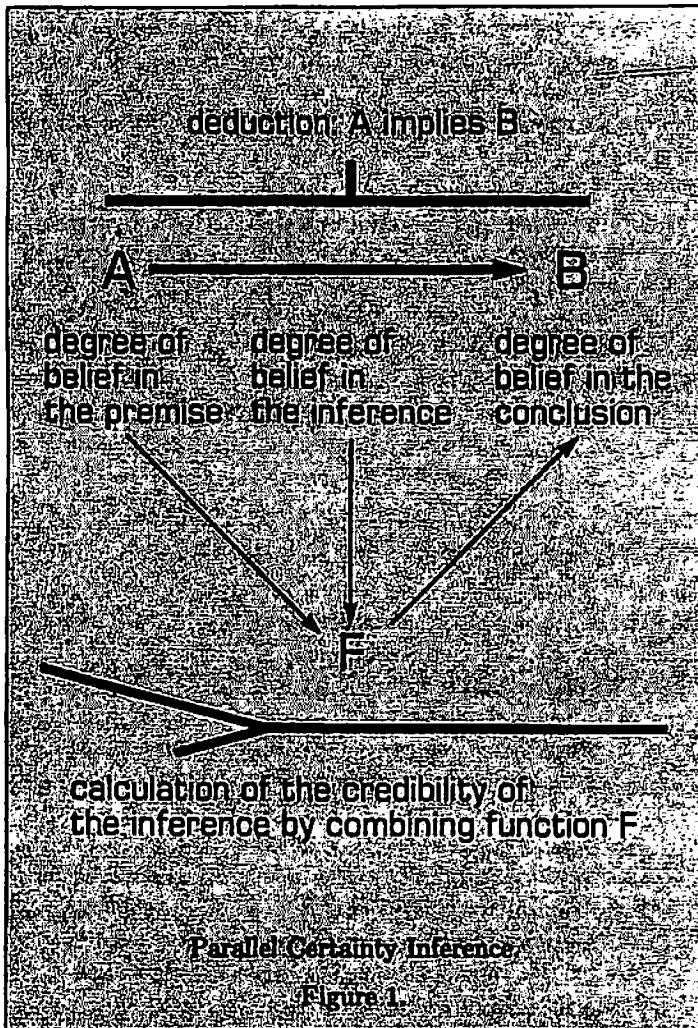 deduction: A implies B
A B
degree of degree of degree of
belief in belief in belief in the
the premise the inference conclusion
F
calculation of the credibility of
the inference by combining function F
Parallel Certainty Inference.
Figure 1.